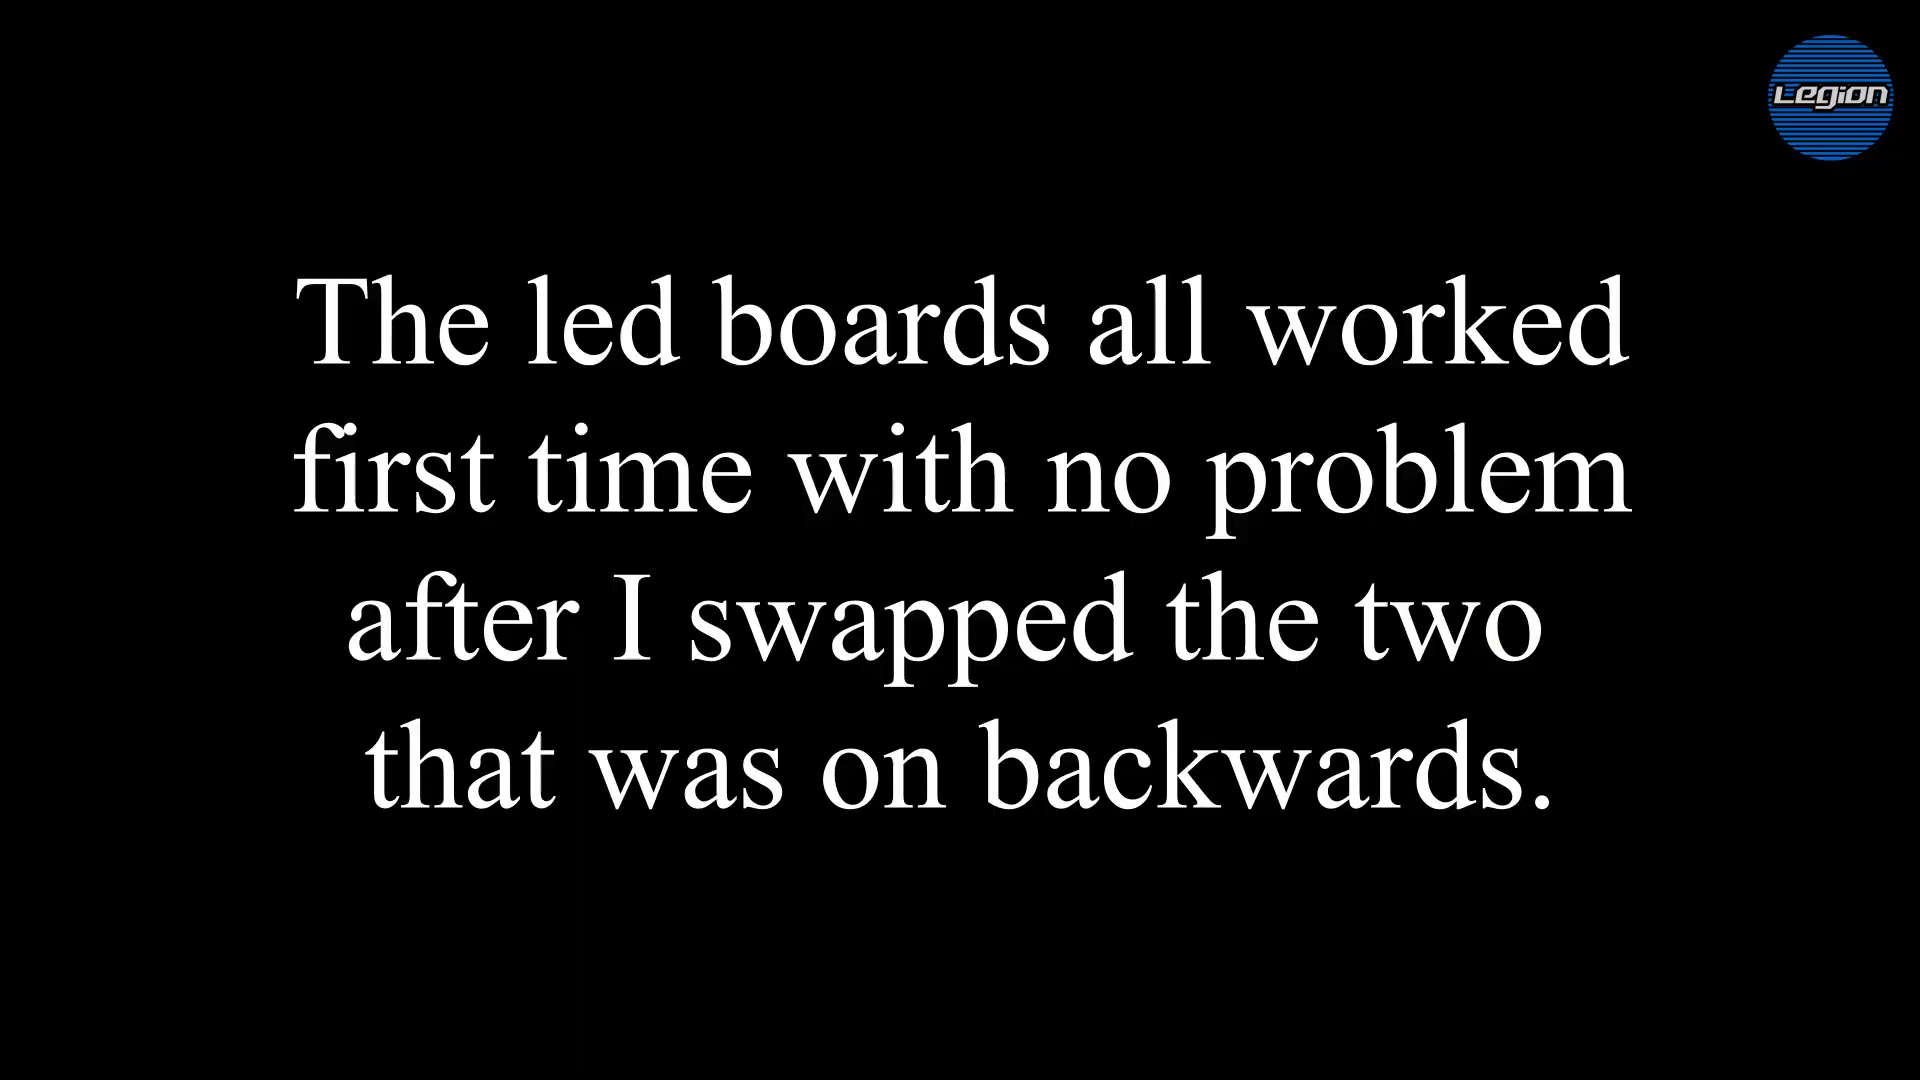 Legion
The led boards all worked
first time with no problem
after I swapped the two
that was on backwards.